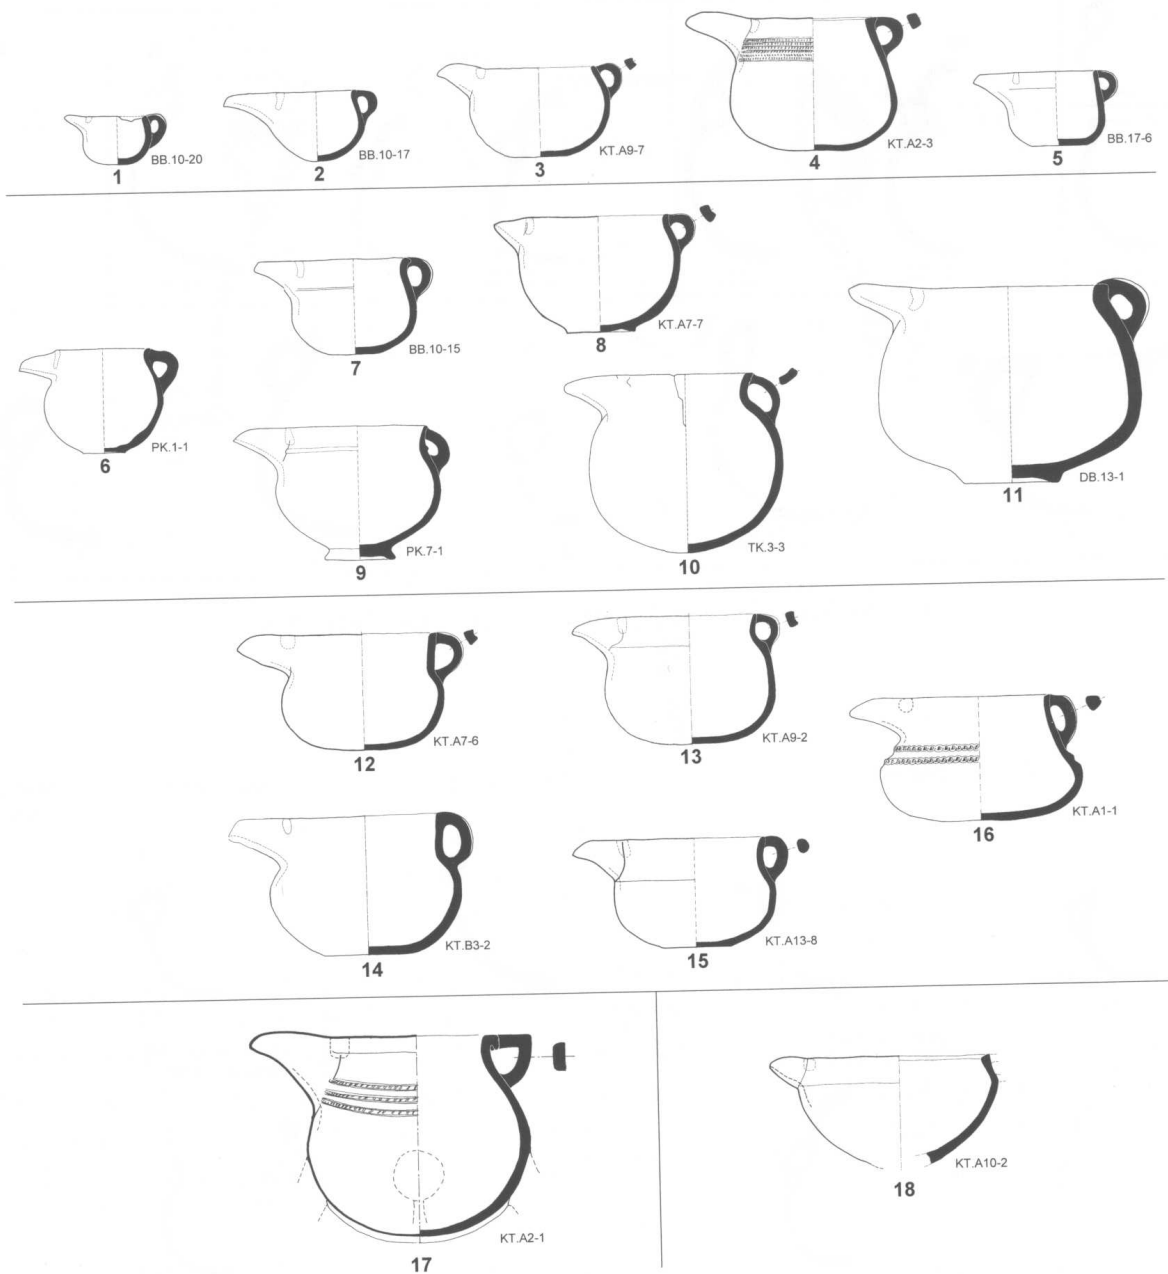 BB.10-20
1
BB.10-17
2
KT.A9-7
3
KT.A2-3
4
BB.17-6
5
PK.1-1
6
BB.10-15
7
KT.A7-7
8
PK.7-1
9
TK.3-3
10
DB.13-1
11
KT.A7-6
12
KT.A9-2
13
KT.B3-2
14
KT.A13-8
15
KT.A1-1
16
KT.A2-1
17
KT.A10-2
18